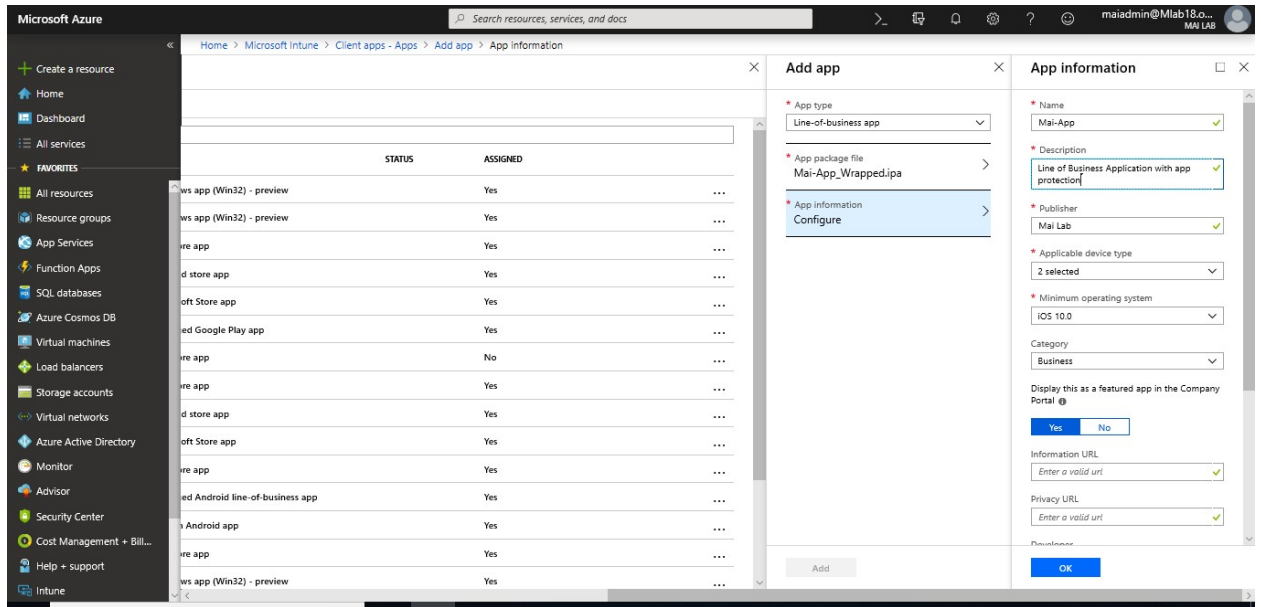 Microsoft Azure
Search resources, services, and docs
maiadmin@Mlab18.o...
MAI LAB
Home > Microsoft Intune > Client apps - Apps > Add app > App information
Create a resource
Home
Dashboard
All services
FAVORITES
All resources
Resource groups
App Services
Function Apps
SQL databases
Azure Cosmos DB
Virtual machines
Load balancers
Storage accounts
Virtual networks
Azure Active Directory
Monitor
Advisor
Security Center
Cost Management + Bill...
Help + support
Intune
STATUS ASSIGNED
ws app (Win32) - preview Yes ...
ws app (Win32) - preview Yes ...
re app Yes ...
d store app Yes ...
oft Store app Yes ...
ed Google Play app Yes ...
re app No ...
re app Yes ...
d store app Yes ...
oft Store app Yes ...
re app Yes ...
ed Android line-of-business app Yes ...
Android app Yes ...
re app Yes ...
ws app (Win32) - preview Yes ...
Add app
* App type
Line-of-business app
* App package file
Mai-App_Wrapped.ipa
* App information
Configure
Add
App information
* Name
Mai-App
* Description
Line of Business Application with app
protection
* Publisher
Mai Lab
* Applicable device type
2 selected
* Minimum operating system
iOS 10.0
Category
Business
Display this as a featured app in the Company
Portal
Yes No
Information URL
Enter a valid url
Privacy URL
Enter a valid url
Developer
OK